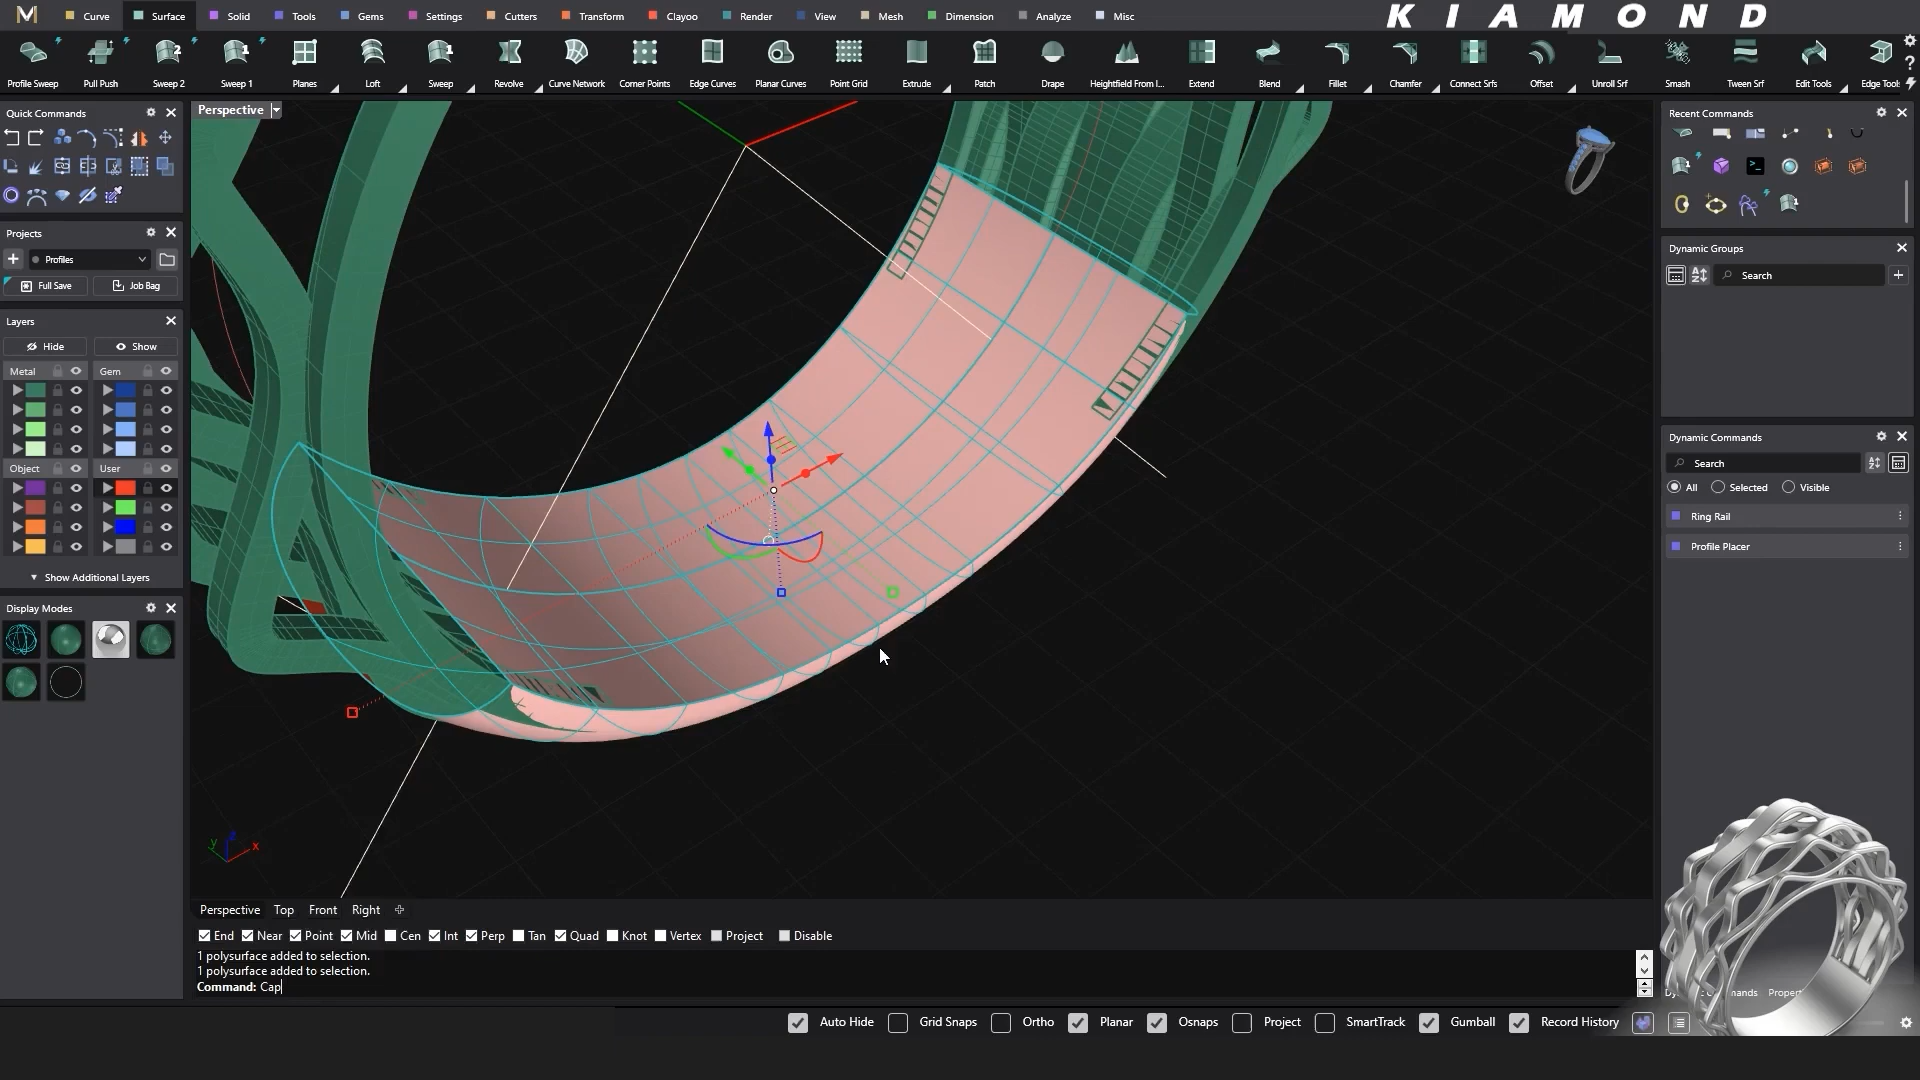 Curve Surface Solid Tools Gems Settings Cutters Transform Clayoo Render View Mesh Dimension Analyze Misc
K I A M O N D
2 1 1
Profile Sweep Pull Push Sweep 2 Sweep 1 Planes Loft Sweep Revolve Curve Network Corner Points Edge Curves Planar Curves Point Grid Extrude Patch Drape Heightfield From I... Extend Blend Fillet Chamfer Connect Srfs Offset Unroll Srf Smash Tween Srf Edit Tools Edge Tools
Quick Commands
Projects
Profiles
Full Save Job Bag
Layers
Hide Show
Metal Gem
Object User
Show Additional Layers
Display Modes
Perspective
z
y
x
Perspective Top Front Right
End Near Point Mid Cen Int Perp Tan Quad Knot Vertex Project Disable
1 polysurface added to selection.
1 polysurface added to selection.
Command: Cap
Recent Commands
Dynamic Groups
Search
Dynamic Commands
Search
All Selected Visible
Ring Rail
Profile Placer
Auto Hide Grid Snaps Ortho Planar Osnaps Project SmartTrack Gumball Record History